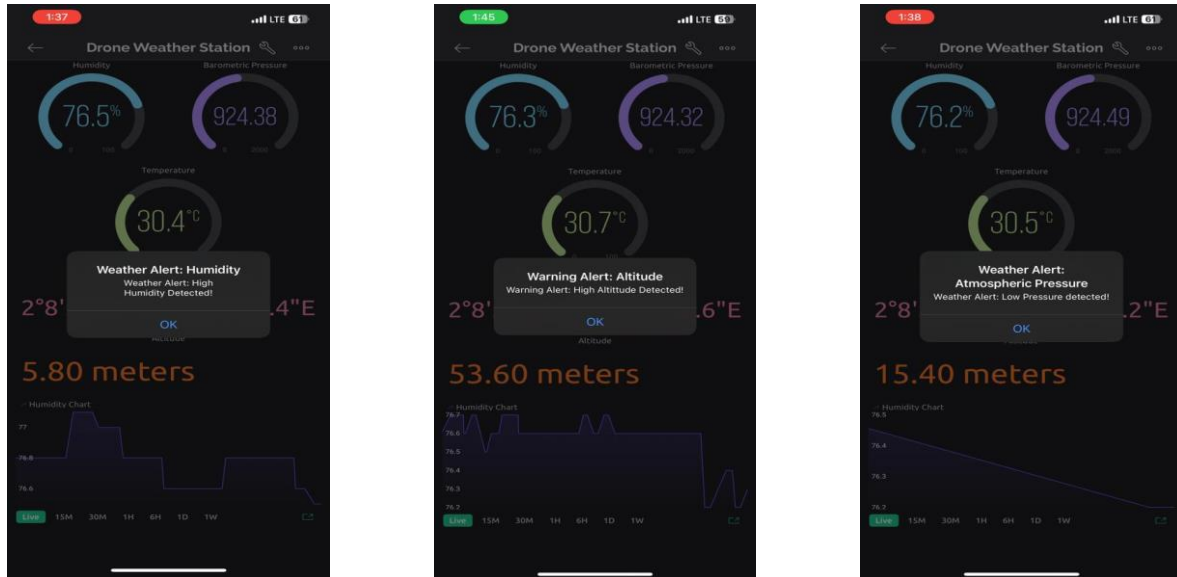 1:37
LTE 61
Drone Weather Station
Humidity Barometric Pressure
76.5% 924.38
0 100 0 2000
Temperature
30.4°C
Weather Alert: Humidity
Weather Alert: High
Humidity Detected!
OK
2°8' .4"E
Altitude
5.80 meters
Humidity Chart
77
76.8
76.6
Live 15M 30M 1H 6H 1D 1W
1:45
LTE 59
Drone Weather Station
Humidity Barometric Pressure
76.3% 924.32
0 100 0 2000
Temperature
30.7°C
0 100
Warning Alert: Altitude
Warning Alert: High Altittude Detected!
OK
2°8' .6"E
Altitude
53.60 meters
Humidity Chart
76.7
76.6
76.5
76.4
76.3
76.2
Live 15M 30M 1H 6H 1D 1W
1:38
LTE 61
Drone Weather Station
Humidity Barometric Pressure
76.2% 924.49
0 100 0 2000
Temperature
30.5°C
Weather Alert:
Atmospheric Pressure
Weather Alert: Low Pressure detected!
OK
2°8' .2"E
15.40 meters
Humidity Chart
76.5
76.4
76.3
76.2
Live 15M 30M 1H 6H 1D 1W